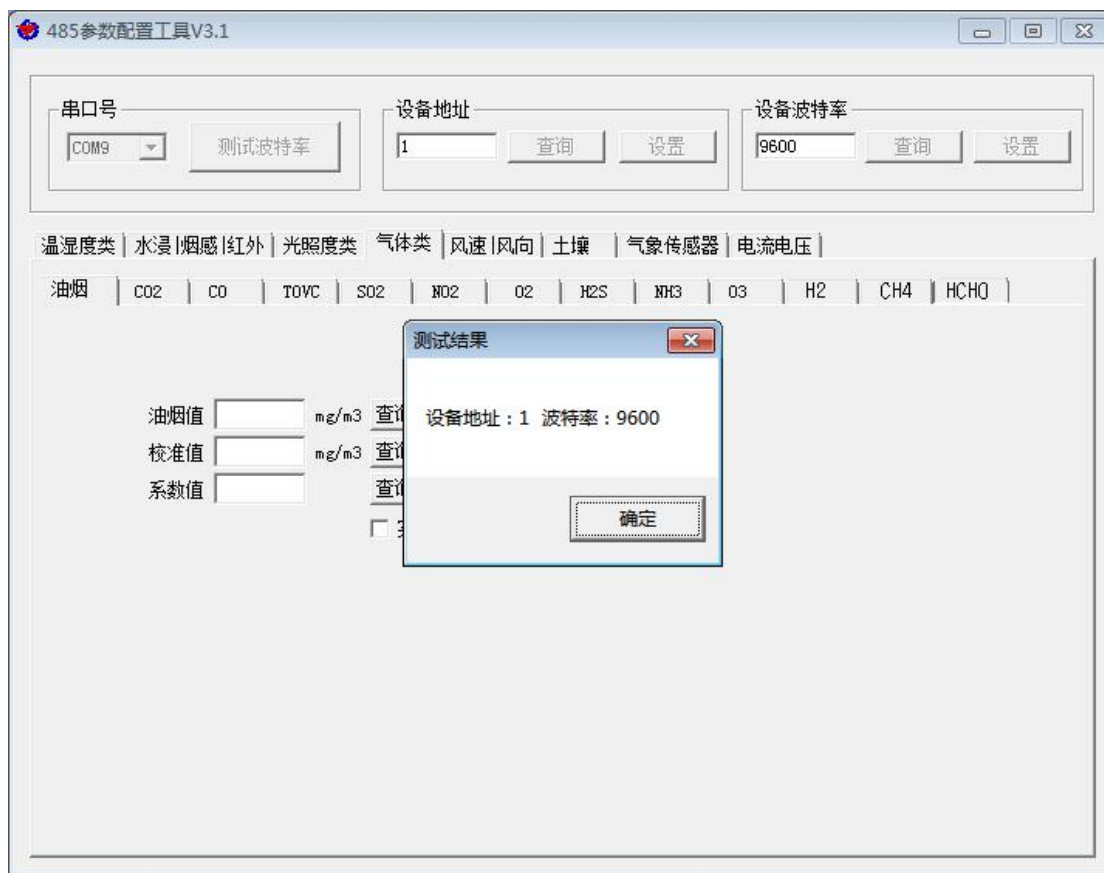 485参数配置工具V3.1
串口号 设备地址 设备波特率
COM9 测试波特率 1 查询 设置 9600 查询 设置
温湿度类 水浸|烟感|红外 光照度类 气体类 风速|风向 土壤 气象传感器 电流电压
油烟 CO2 CO TOVC SO2 NO2 O2 H2S NH3 O3 H2 CH4 HCHO
测试结果
设备地址：1 波特率：9600
确定
油烟值 mg/m3 查询
校准值 mg/m3 查询
系数值 查询